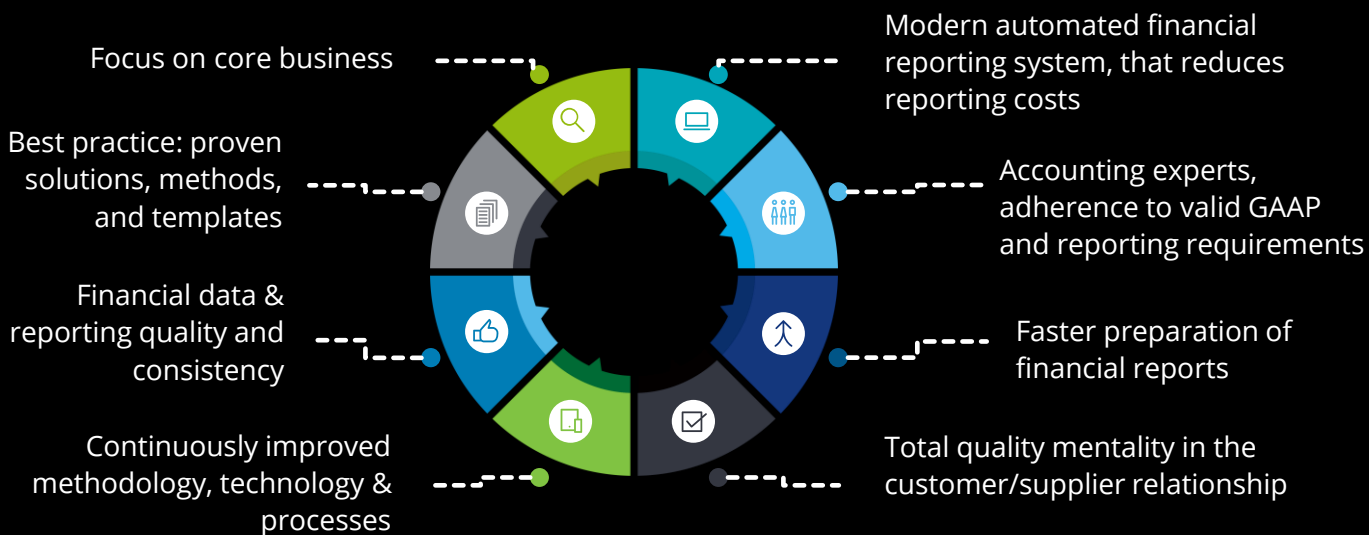 Focus on core business
Best practice: proven
solutions, methods,
and templates
Financial data &
reporting quality and
consistency
Continuously improved
methodology, technology &
processes
Modern automated financial
reporting system, that reduces
reporting costs
Accounting experts,
adherence to valid GAAP
and reporting requirements
Faster preparation of
financial reports
Total quality mentality in the
customer/supplier relationship